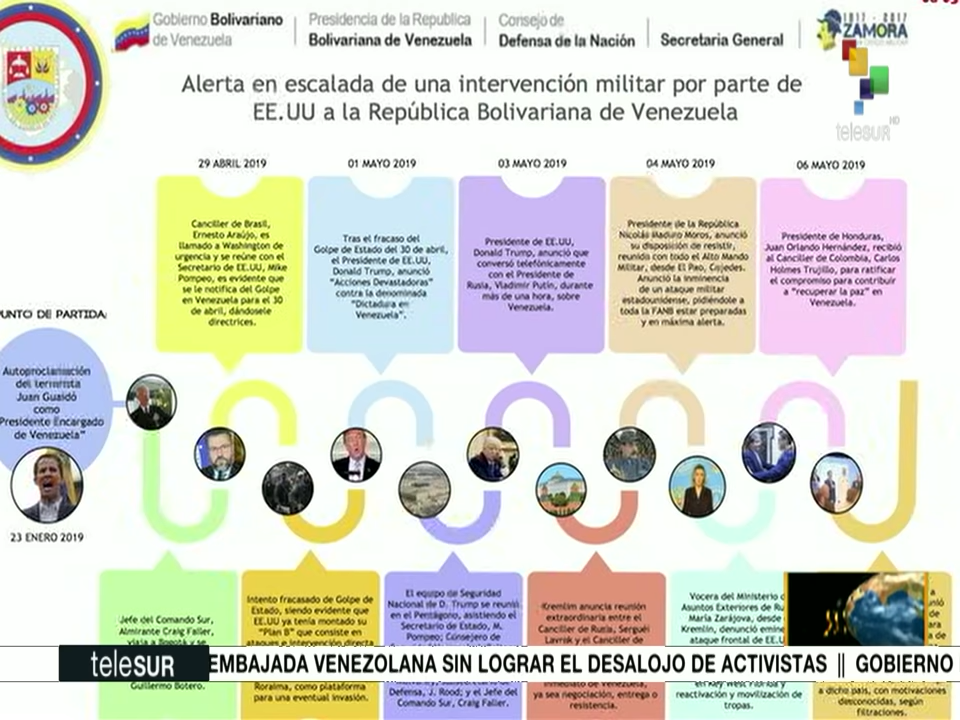 Gobierno Bolivariano
de Venezuela
Presidencia de la Republica
Bolivariana de Venezuela
Consejo de
Defensa de la Nación
Secretaria General
1817 - 2017
ZAMORA
telesur
HD
Alerta en escalada de una intervención militar por parte de
EE.UU a la República Bolivariana de Venezuela
29 ABRIL 2019
01 MAYO 2019
03 MAYO 2019
04 MAYO 2019
06 MAYO 2019
Canciller de Brasil,
Ernesto Araújo, es
llamado a Washington de
urgencia y se reúne con el
Secretario de EE.UU, Mike
Pompeo, es evidente que
se le notifica del Golpe
en Venezuela para el 30
de abril, dándosele
directrices.
Tras el fracaso del
Golpe de Estado del 30 de abril,
el Presidente de EE.UU,
Donald Trump, anunció
"Acciones Devastadoras"
contra la denominada
"Dictadura en
Venezuela".
Presidente de EE.UU,
Donald Trump, anunció que
conversó telefónicamente
con el Presidente de
Rusia, Vladimir Putin, durante
más de una hora, sobre
Venezuela.
Presidente de la República
Nicolás Maduro Moros, anunció
su disposición de resistir,
reunido con todo el Alto Mando
Militar, desde El Pao, Cojedes.
Anunció la inminencia
de un ataque militar
estadounidense, pidiéndole a
toda la FANB estar preparadas
y en máxima alerta.
Presidente de Honduras,
Juan Orlando Hernández, recibió
al Canciller de Colombia, Carlos
Holmes Trujillo, para ratificar
el compromiso para contribuir
a "recuperar la paz" en
Venezuela.
UNTO DE PARTIDA:
Autoproclamación
del terrorista
Juan Guaidó
como
Presidente Encargado
de Venezuela"
23 ENERO 2019
Jefe del Comando Sur,
Almirante Craig Faller,
viaja a Bogotá y se
Guillermo Botero.
Intento fracasado de Golpe de
Estado, siendo evidente que
EE.UU ya tenía montado su
"Plan B" que consiste en
ataques e intervención directa
Roraima, como plataforma
para una eventual invasión.
El equipo de Seguridad
Nacional de D. Trump se reunió
en el Pentágono, asistiendo el
Secretario de Estado, M.
Pompeo; Consejero de
Defensa, J. Rood; y el Jefe del
Comando Sur, Craig Faller.
Kremlim anuncia reunión
extraordinaria entre el
Canciller de Rusia, Sergués
Lavrok y el Canciller de
inmediato de Venezuela,
ya sea negociación, entrega o
resistencia.
Vocera del Ministerio d
Asuntos Exteriores de Ru
María Zarájova, desde
Kremlin, denunció emine
ataque frontal de EE.U
en Key West Florida y
reactivación y movilización de
tropas.
a dicho país, con motivaciones
desconocidas, según
filtraciones.
telesur
EMBAJADA VENEZOLANA SIN LOGRAR EL DESALOJO DE ACTIVISTAS || GOBIERNO